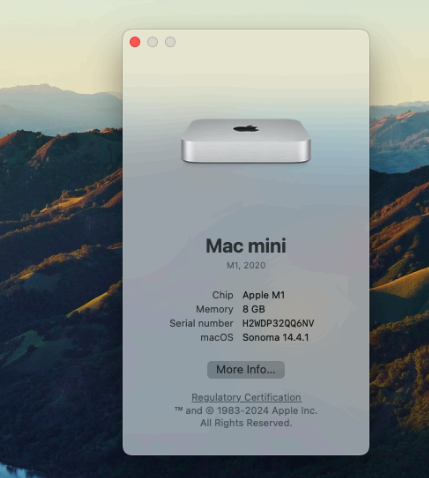 Mac mini
M1, 2020
Chip Apple M1
Memory 8 GB
Serial number H2WDP32QQ6NV
macOS Sonoma 14.4.1
More Info...
Regulatory Certification
™ and © 1983-2024 Apple Inc.
All Rights Reserved.